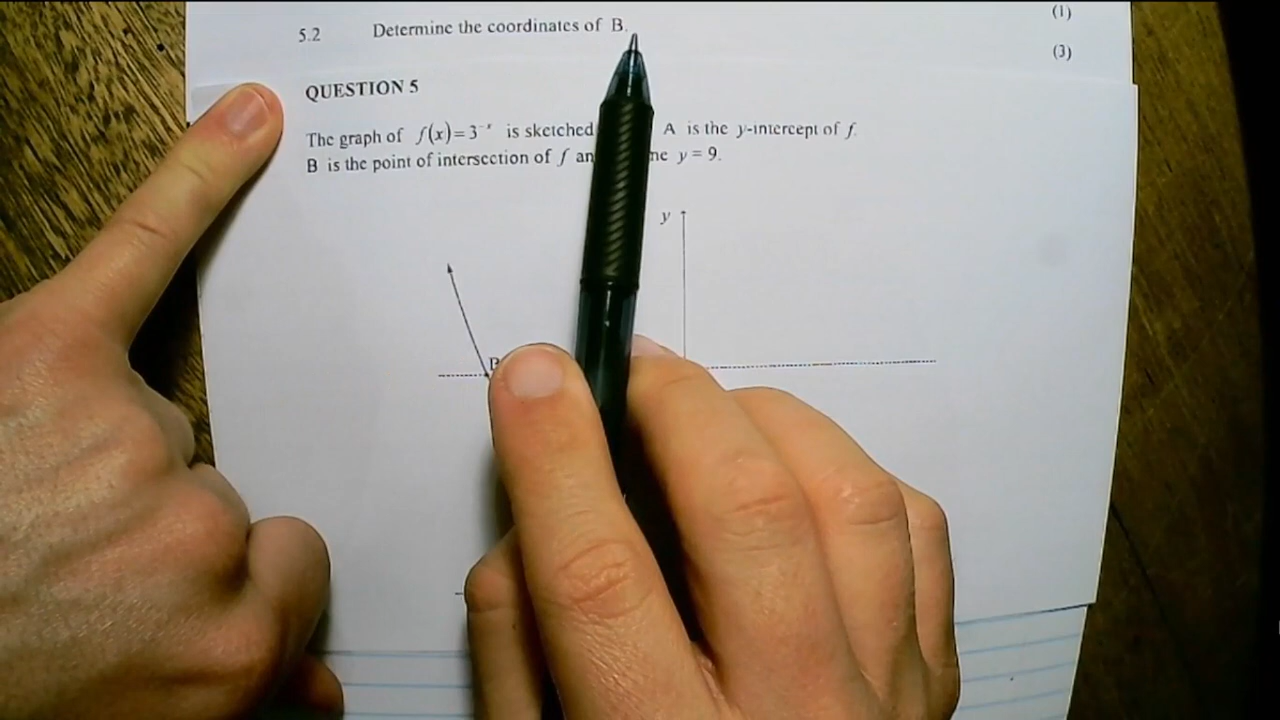 (1)
5.2 Determine the coordinates of B.
(3)
QUESTION 5
The graph of f(x)=3⁻ˣ is sketched A is the y-intercept of f.
B is the point of intersection of f y = 9.
y